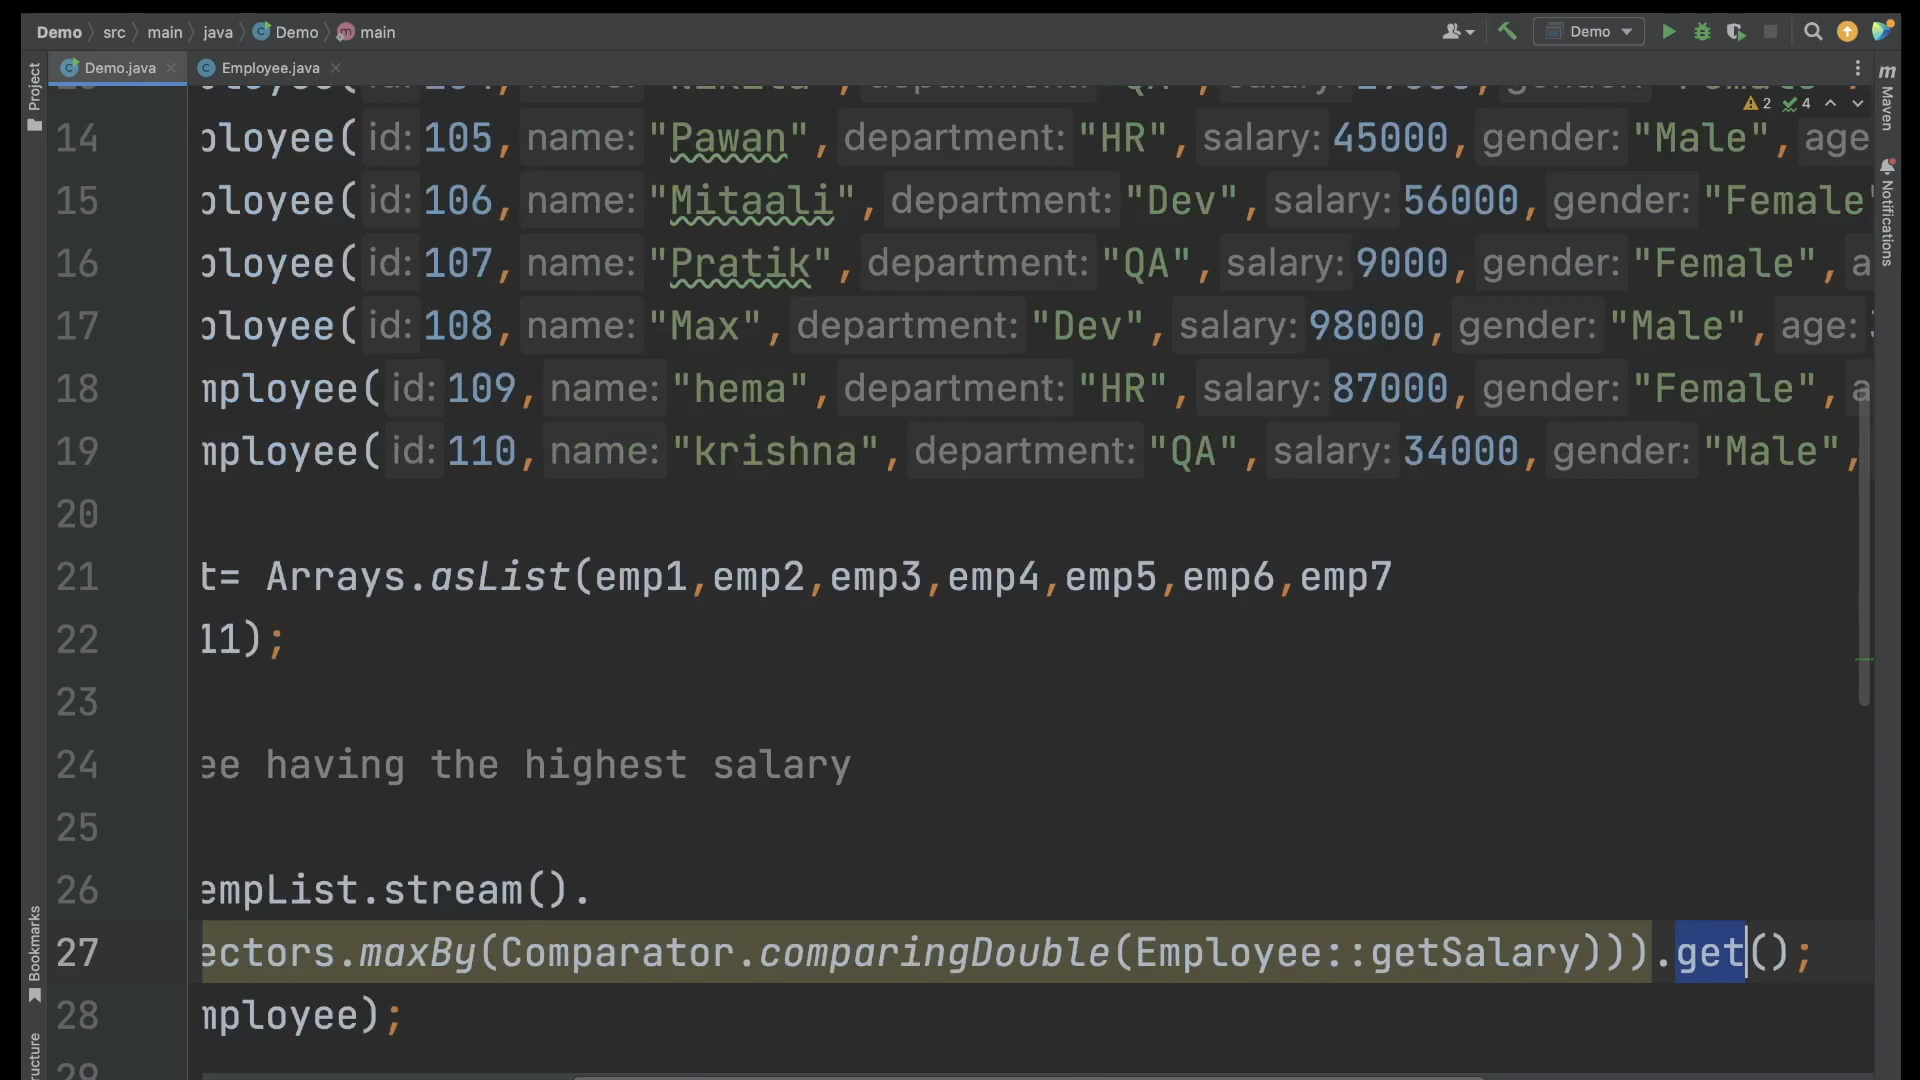 Demo src main java Demo main Demo
Demo.java Employee.java
Project
Maven
Notifications
Bookmarks
ructure
2 4
14 ployee( id: 105, name: "Pawan", department: "HR", salary: 45000, gender: "Male", age
15 ployee( id: 106, name: "Mitaali", department: "Dev", salary: 56000, gender: "Female"
16 ployee( id: 107, name: "Pratik", department: "QA", salary: 9000, gender: "Female", a
17 ployee( id: 108, name: "Max", department: "Dev", salary: 98000, gender: "Male", age:
18 mployee( id: 109, name: "hema", department: "HR", salary: 87000, gender: "Female", a
19 mployee( id: 110, name: "krishna", department: "QA", salary: 34000, gender: "Male",
20
21 t= Arrays.asList(emp1,emp2,emp3,emp4,emp5,emp6,emp7
22 11);
23
24 ee having the highest salary
25
26 empList.stream().
27 ectors.maxBy(Comparator.comparingDouble(Employee::getSalary))).get();
28 mployee);
29